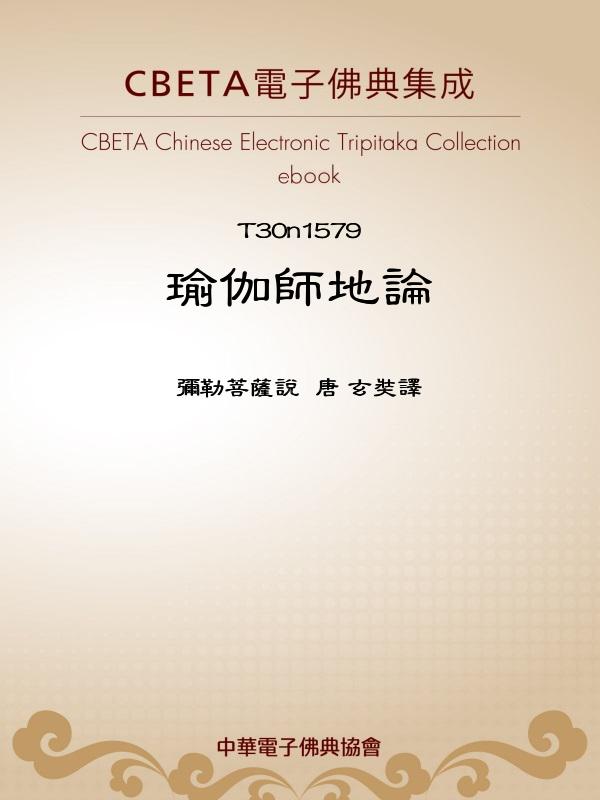 CBETA電子佛典集成
CBETA Chinese Electronic Tripitaka Collection
ebook
T30n1579
瑜伽師地論
彌勒菩薩說 唐 玄奘譯
中華電子佛典協會